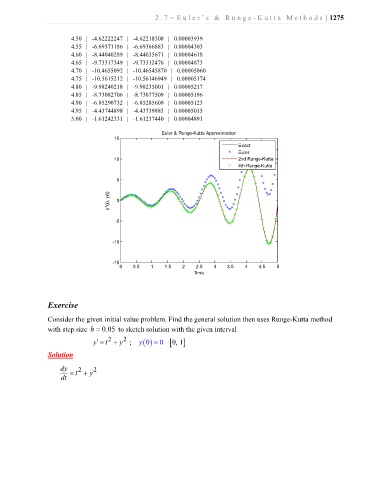 2.7 – Euler's & Runge-Kutta Methods | 1275
4.50 | -4.62222247 | -4.62218308 | 0.00003939
4.55 | -6.69371186 | -6.69366883 | 0.00004303
4.60 | -8.44040289 | -8.44035671 | 0.00004618
4.65 | -9.73317349 | -9.73312476 | 0.00004873
4.70 | -10.4655092 | -10.46545870 | 0.00005060
4.75 | -10.5615212 | -10.56146949 | 0.00005174
4.80 | -9.98240218 | -9.98235001 | 0.00005217
4.85 | -8.73082706 | -8.73077509 | 0.00005196
4.90 | -6.85290732 | -6.85285609 | 0.00005123
4.95 | -4.43744898 | -4.43739883 | 0.00005015
5.00 | -1.61242331 | -1.61237440 | 0.00004891
Euler & Runge-Kutta Approximation
Exact
Euler
2nd Runge-Kutta
4th Runge-Kutta
15
10
5
0
-5
-10
-15
0 0.5 1 1.5 2 2.5 3 3.5 4 4.5 5
Time
Exercise
Consider the given initial value problem. Find the general solution then uses Runge-Kutta method
with step size h = 0.05 to sketch solution with the given interval
y' = t² + y² ; y(0) = 0 [0, 1]
Solution
dy/dt = t² + y²